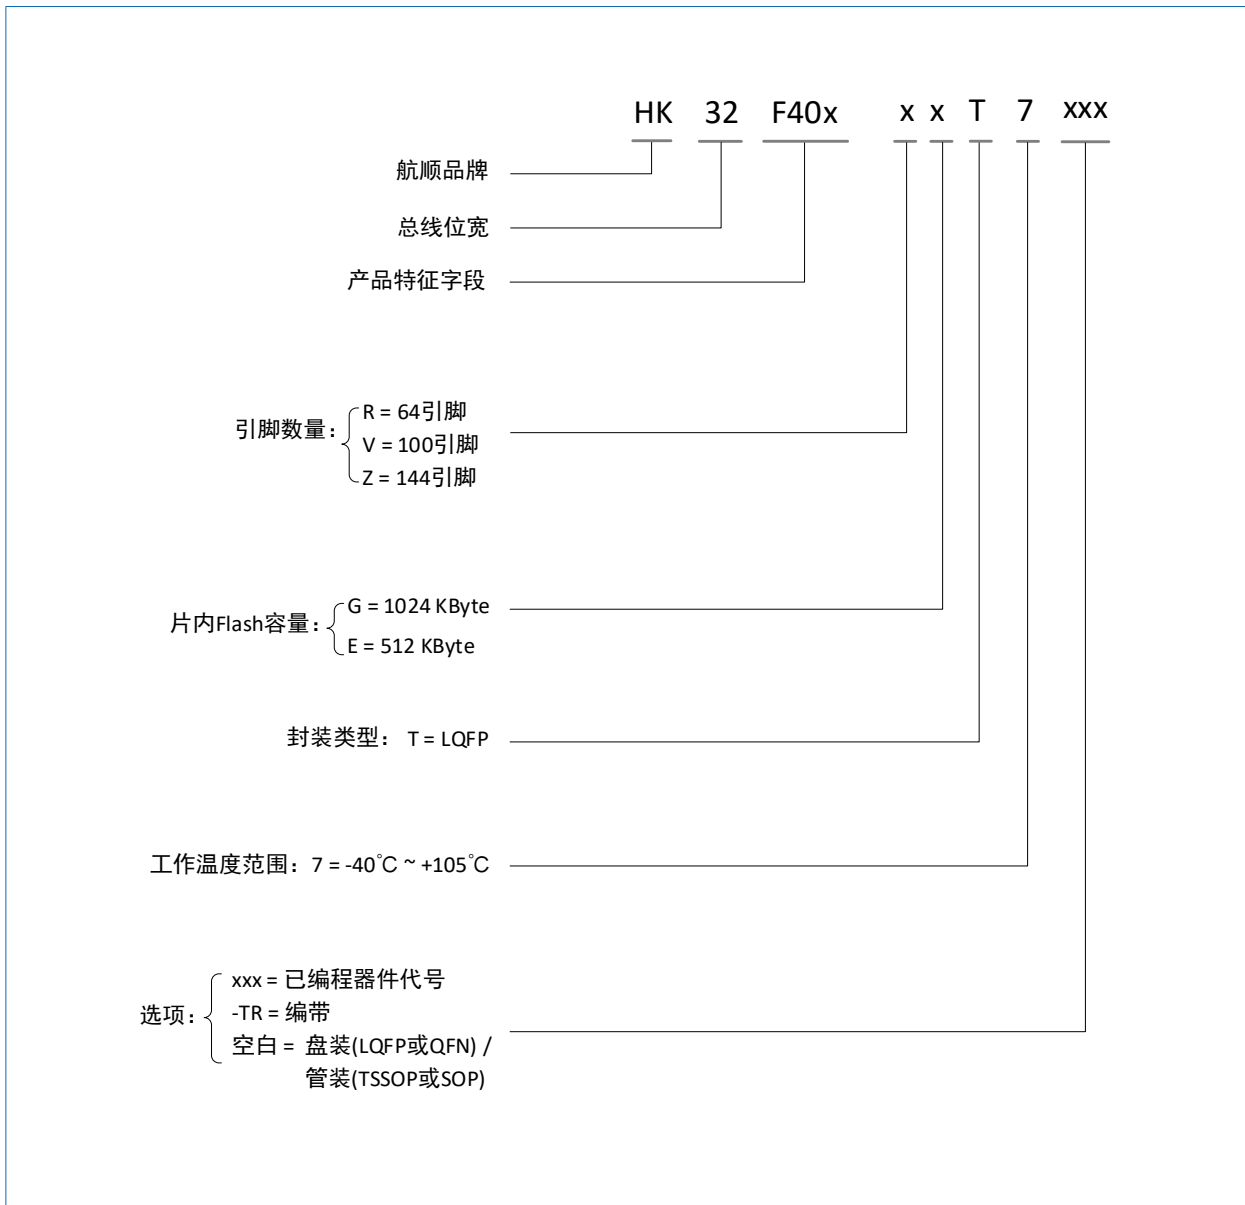 HK 32 F40x x x T 7 xxx
航顺品牌
总线位宽
产品特征字段
引脚数量：
R = 64引脚
V = 100引脚
Z = 144引脚
片内Flash容量：
G = 1024 KByte
E = 512 KByte
封装类型： T = LQFP
工作温度范围：7 = -40℃ ~ +105℃
选项：
xxx = 已编程器件代号
-TR = 编带
空白 = 盘装(LQFP或QFN) /
管装(TSSOP或SOP)